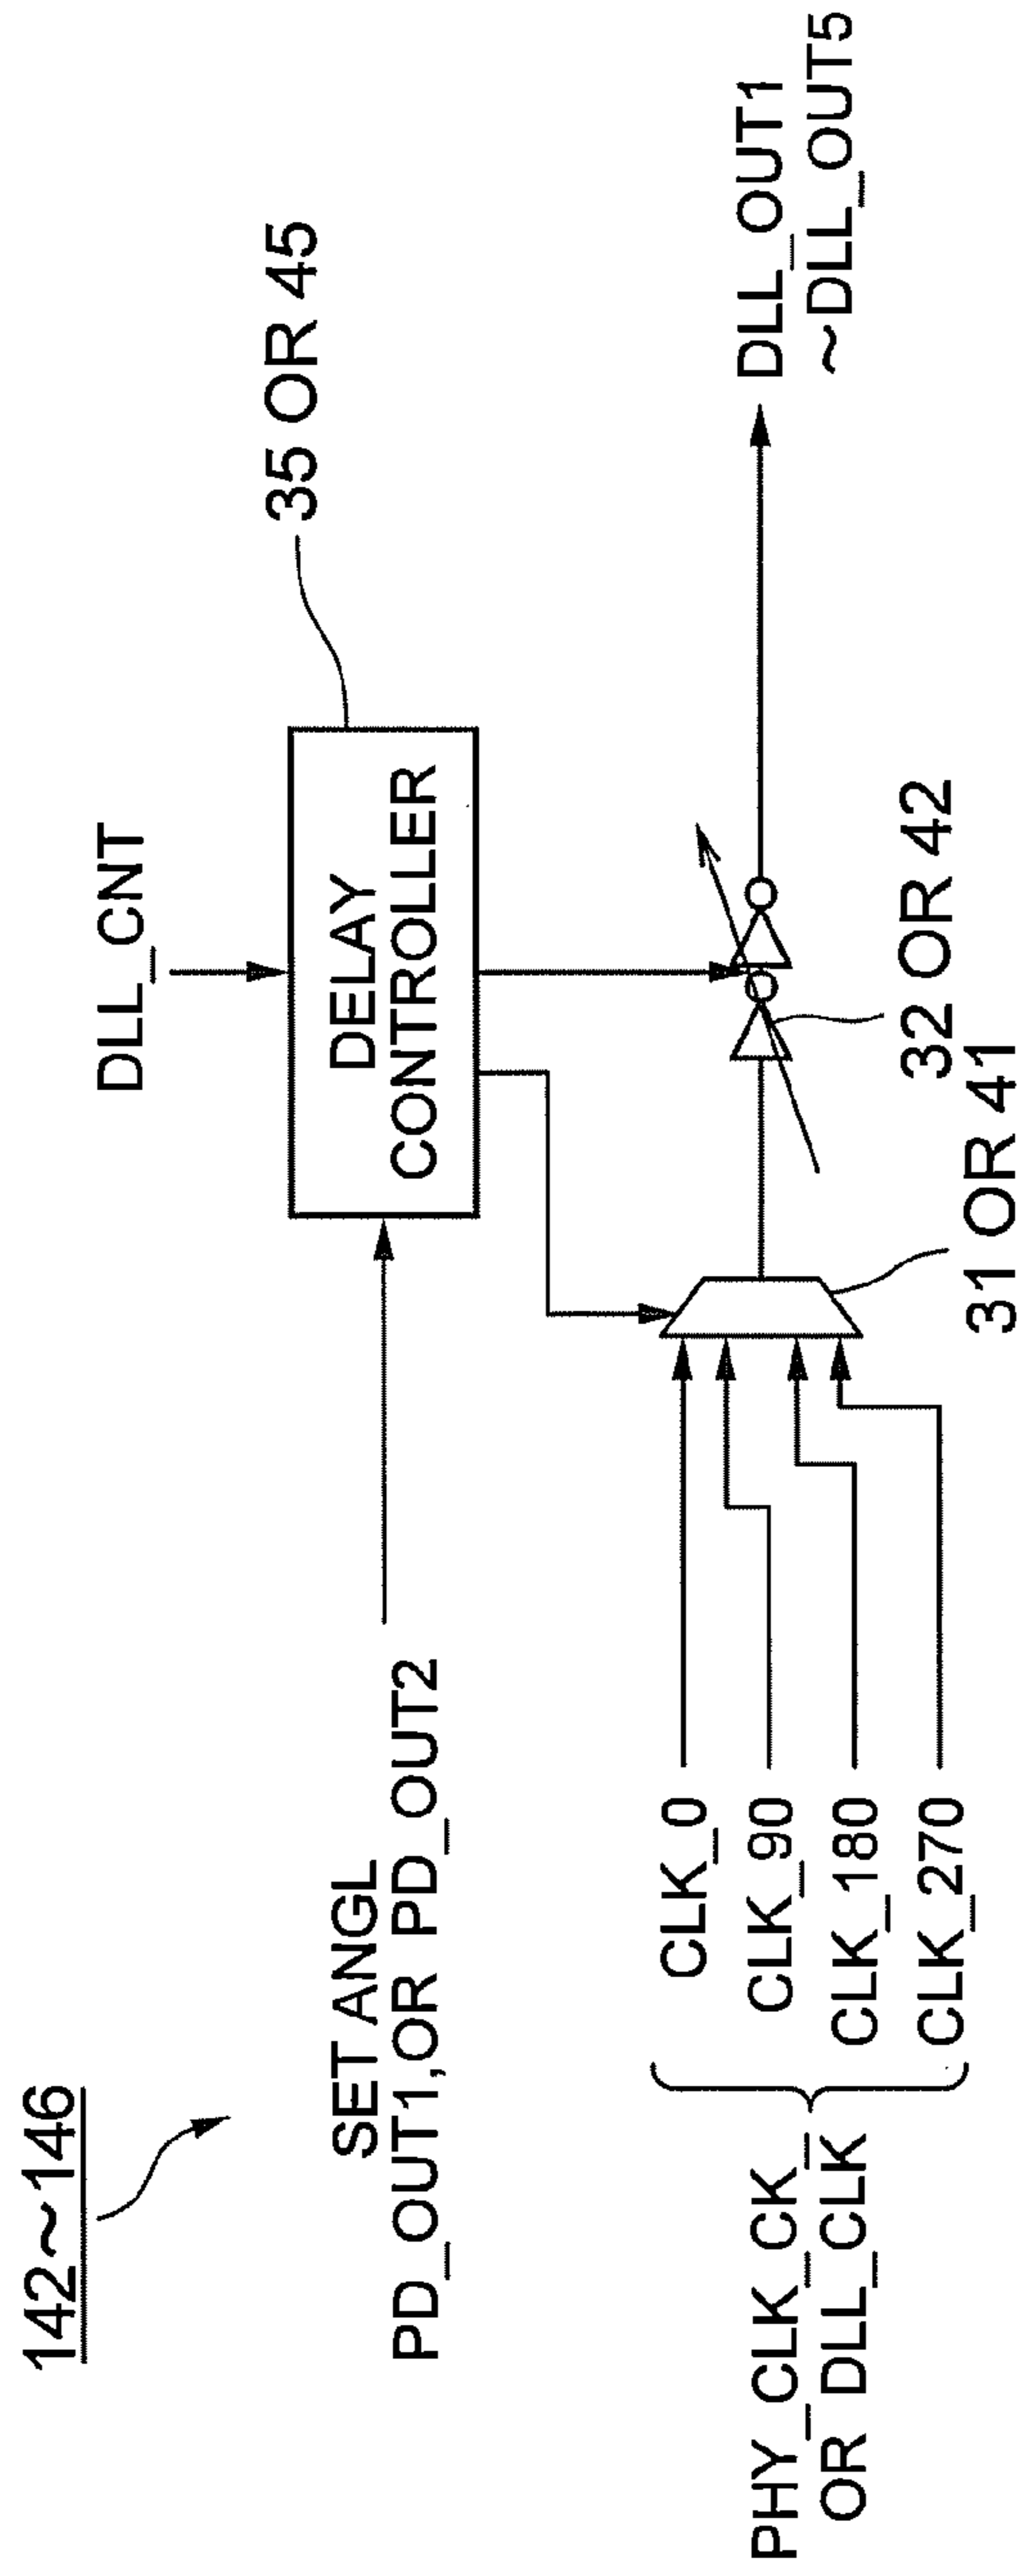 142~146
DLL_CNT
SET ANGL
PD_OUT1,OR PD_OUT2
DELAY
CONTROLLER
35 OR 45
PHY_CLK_CK_
OR DLL_CLK
CLK_0
CLK_90
CLK_180
CLK_270
31 OR 41
32 OR 42
DLL_OUT1
~DLL_OUT5